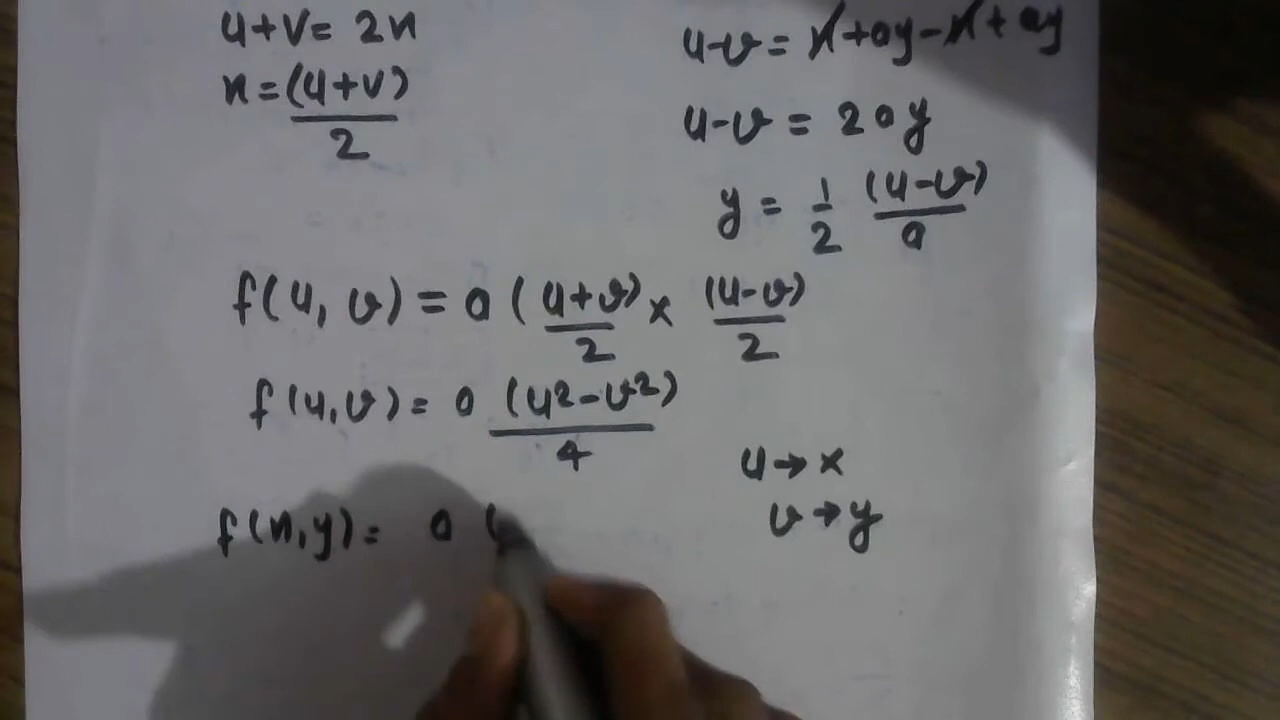 u+v= 2x
x = (u+v)/2
u-v = x+ay-x+ay
u-v = 2ay
y = 1/2 (u-v)/a
f(u, v) = a (u+v)/2 x (u-v)/2
f(u,v) = a (u²-v²)/4
u→x
v→y
f(x,y)= a (